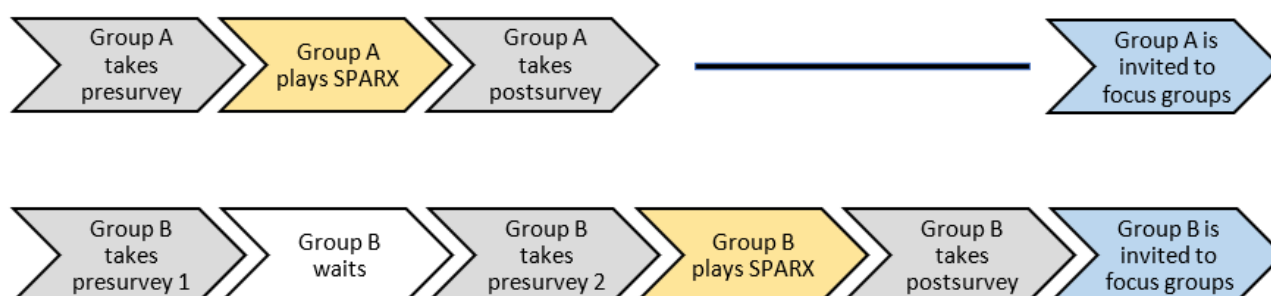 Group A
takes
presurvey
Group A
plays SPARX
Group A
takes
postsurvey
Group A is
invited to
focus groups
Group B
takes
presurvey 1
Group B
waits
Group B
takes
presurvey 2
Group B
plays SPARX
Group B
takes
postsurvey
Group B is
invited to
focus groups